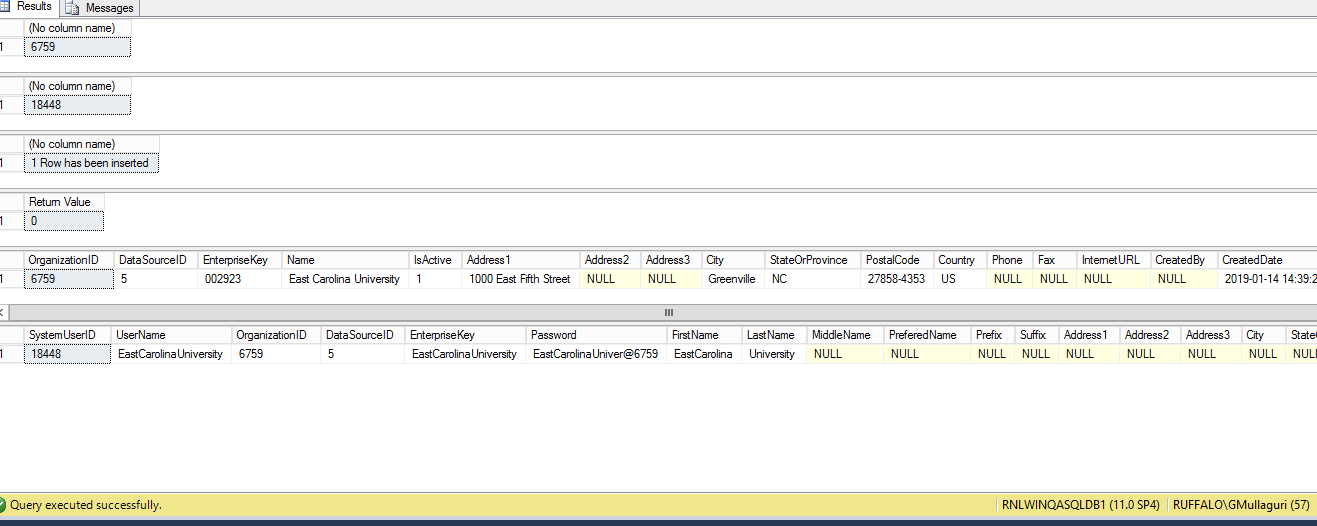 Results Messages
(No column name)
1 6759
(No column name)
1 18448
(No column name)
1 1 Row has been inserted
Return Value
1 0
OrganizationID DataSourceID EnterpriseKey Name IsActive Address1 Address2 Address3 City StateOrProvince PostalCode Country Phone Fax InternetURL CreatedBy CreatedDate
1 6759 5 002923 East Carolina University 1 1000 East Fifth Street NULL NULL Greenville NC 27858-4353 US NULL NULL NULL NULL 2019-01-14 14:39:2
SystemUserID UserName OrganizationID DataSourceID EnterpriseKey Password FirstName LastName MiddleName PreferedName Prefix Suffix Address1 Address2 Address3 City State
1 18448 EastCarolinaUniversity 6759 5 EastCarolinaUniversity EastCarolinaUniver@6759 EastCarolina University NULL NULL NULL NULL NULL NULL NULL NULL NULL
Query executed successfully. RNLWINQASQLDB1 (11.0 SP4) RUFFALO\GMullaguri (57)